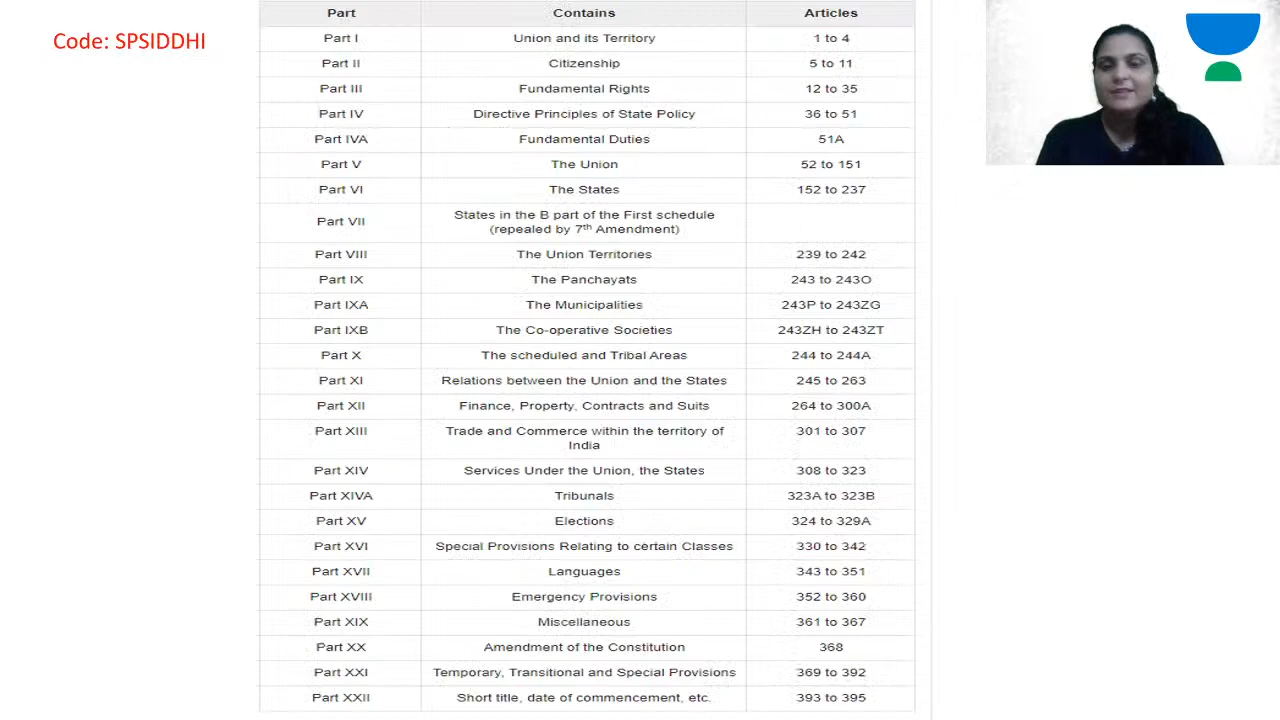 Code: SPSIDDHI
Part Contains Articles
Part I Union and its Territory 1 to 4
Part II Citizenship 5 to 11
Part III Fundamental Rights 12 to 35
Part IV Directive Principles of State Policy 36 to 51
Part IVA Fundamental Duties 51A
Part V The Union 52 to 151
Part VI The States 152 to 237
Part VII States in the B part of the First schedule
(repealed by 7th Amendment)
Part VIII The Union Territories 239 to 242
Part IX The Panchayats 243 to 243O
Part IXA The Municipalities 243P to 243ZG
Part IXB The Co-operative Societies 243ZH to 243ZT
Part X The scheduled and Tribal Areas 244 to 244A
Part XI Relations between the Union and the States 245 to 263
Part XII Finance, Property, Contracts and Suits 264 to 300A
Part XIII Trade and Commerce within the territory of 301 to 307
India
Part XIV Services Under the Union, the States 308 to 323
Part XIVA Tribunals 323A to 323B
Part XV Elections 324 to 329A
Part XVI Special Provisions Relating to certain Classes 330 to 342
Part XVII Languages 343 to 351
Part XVIII Emergency Provisions 352 to 360
Part XIX Miscellaneous 361 to 367
Part XX Amendment of the Constitution 368
Part XXI Temporary, Transitional and Special Provisions 369 to 392
Part XXII Short title, date of commencement, etc. 393 to 395